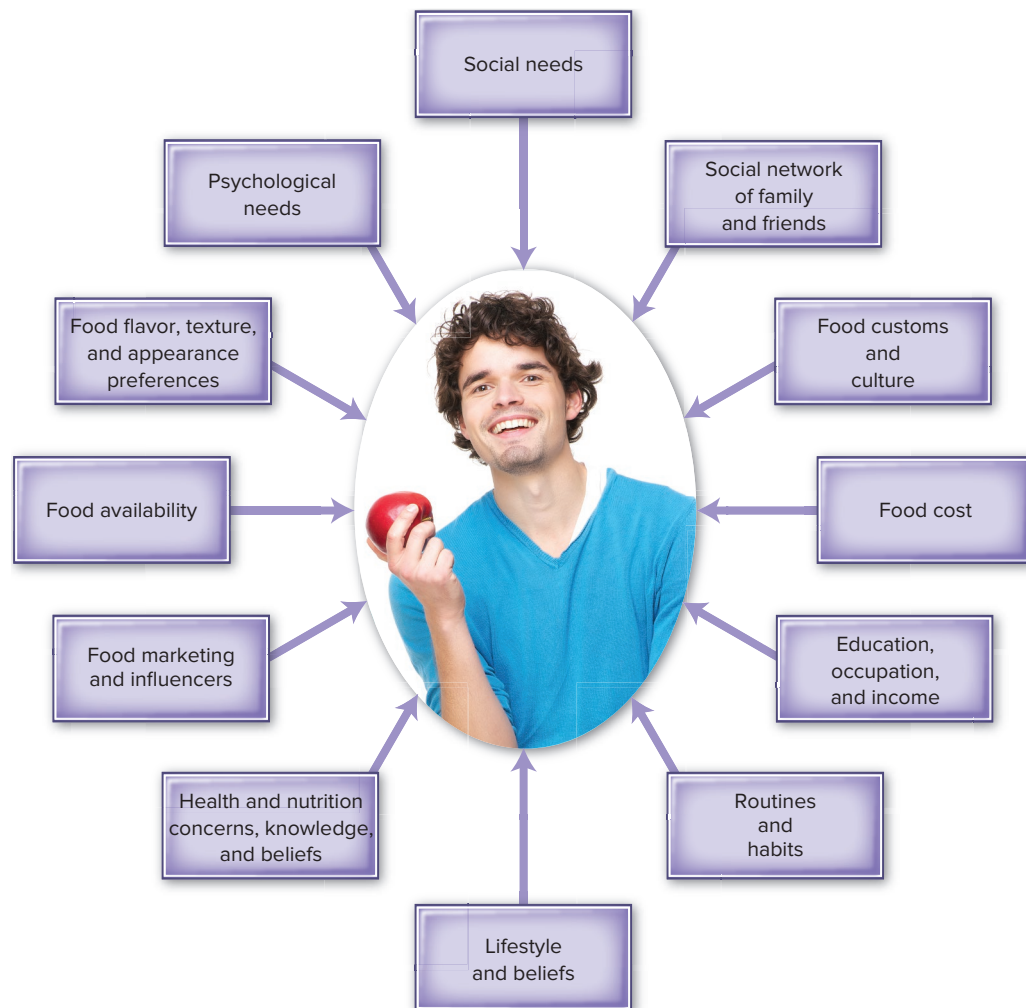 Social needs
Psychological
needs
Social network
of family
and friends
Food flavor, texture,
and appearance
preferences
Food customs
and
culture
Food availability
Food cost
Food marketing
and influencers
Education,
occupation,
and income
Health and nutrition
concerns, knowledge,
and beliefs
Routines
and
habits
Lifestyle
and beliefs